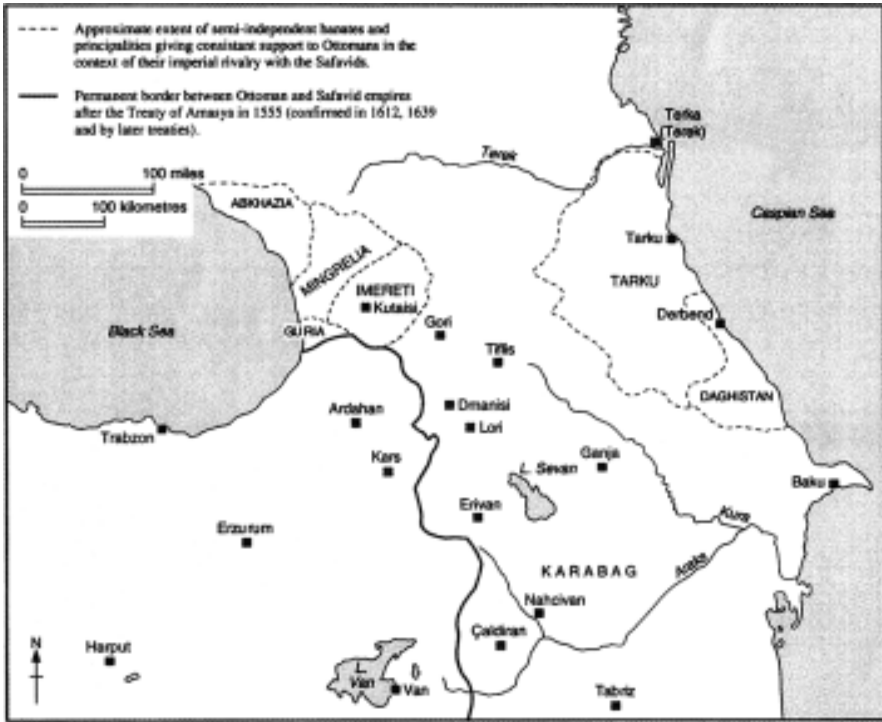 Approximate extent of semi-independent hanates and
principalities giving consistant support to Ottomans in the
context of their imperial rivalry with the Safavids.
Permanent border between Ottoman and Safavid empires
after the Treaty of Amasya in 1555 (confirmed in 1612, 1639
and by later treaties).
0 100 miles
0 100 kilometres
Terka
(Terek)
Terek
ABKHAZIA
Caspian Sea
MINGRELIA
Tarku
TARKU
IMERETI
Kutaisi
Derbend
Black Sea
GURIA
Gori
Tiflis
DAGHISTAN
Ardahan
Dmanisi
Trabzon
Lori
Kars
L. Sevan
Ganja
Baku
Erivan
Kura
Erzurum
KARABAG
Araks
Nahcivan
N
Harput
Çaldiran
L.
Van
Van
Tabriz